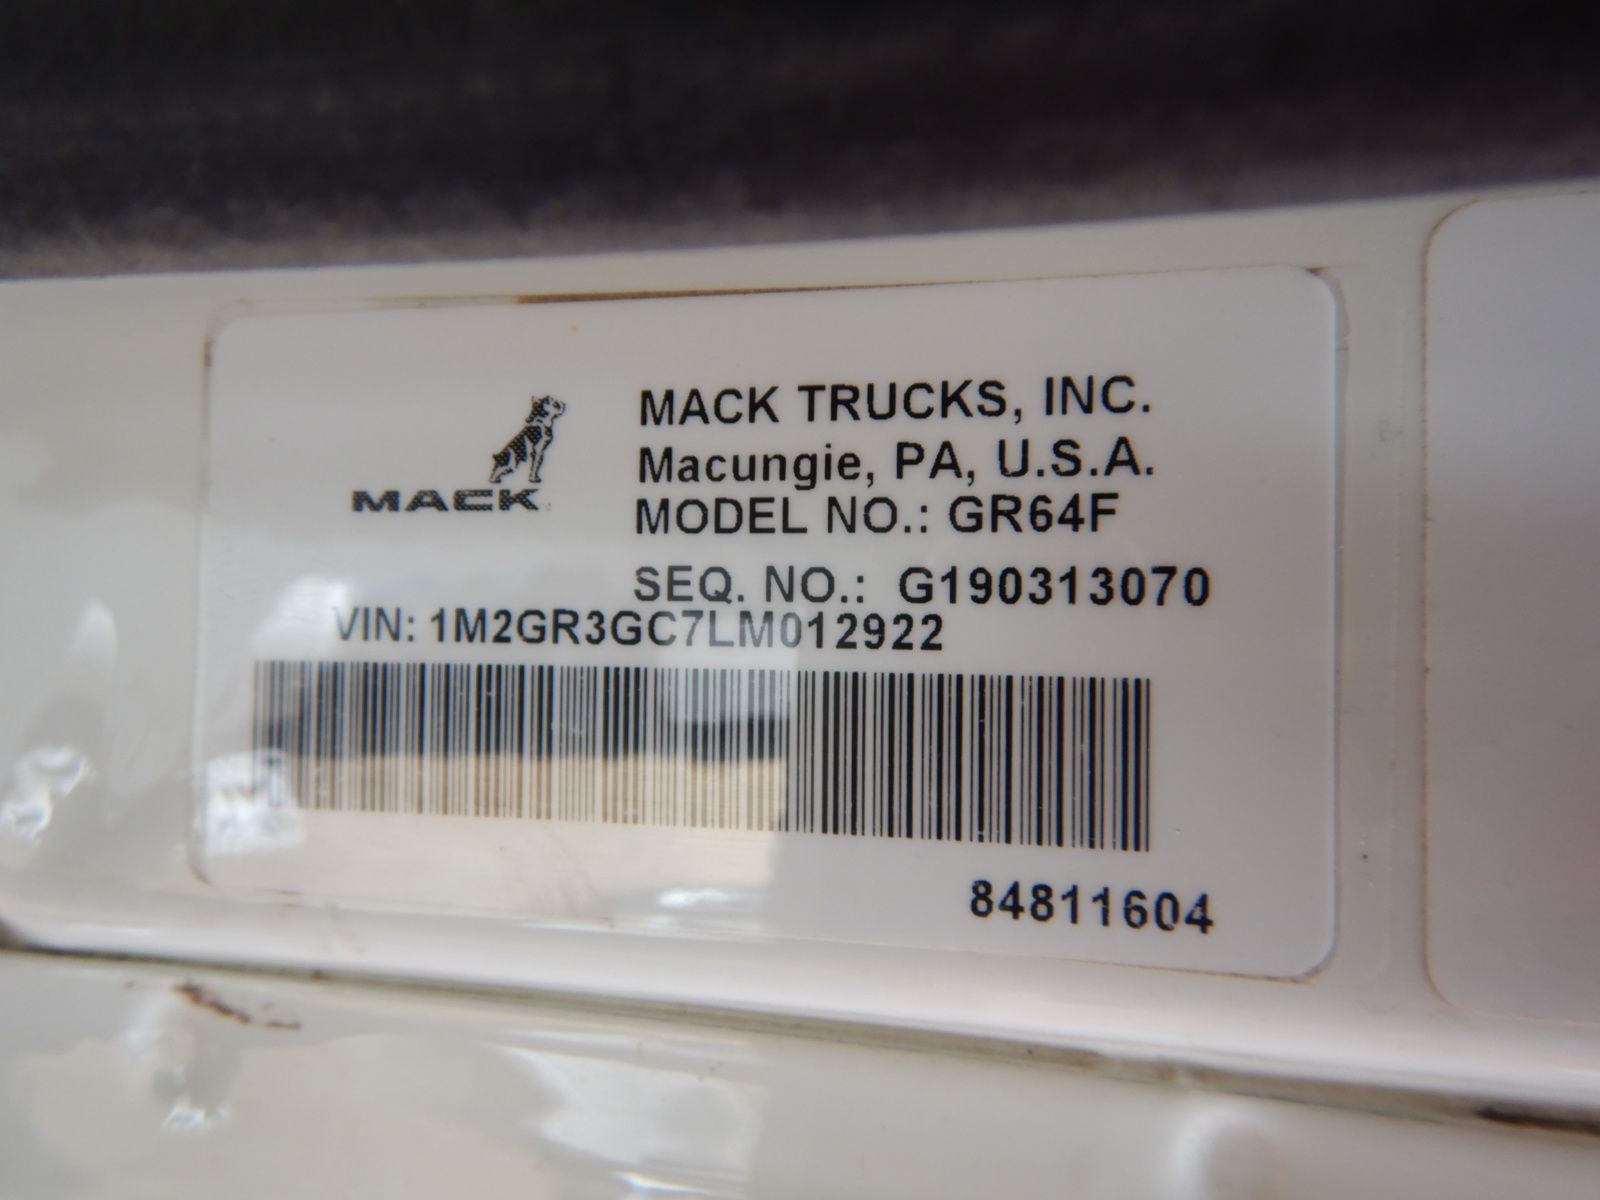 MACK
MACK TRUCKS, INC.
Macungie, PA, U.S.A.
MODEL NO.: GR64F
SEQ. NO.: G190313070
VIN: 1M2GR3GC7LM012922
84811604